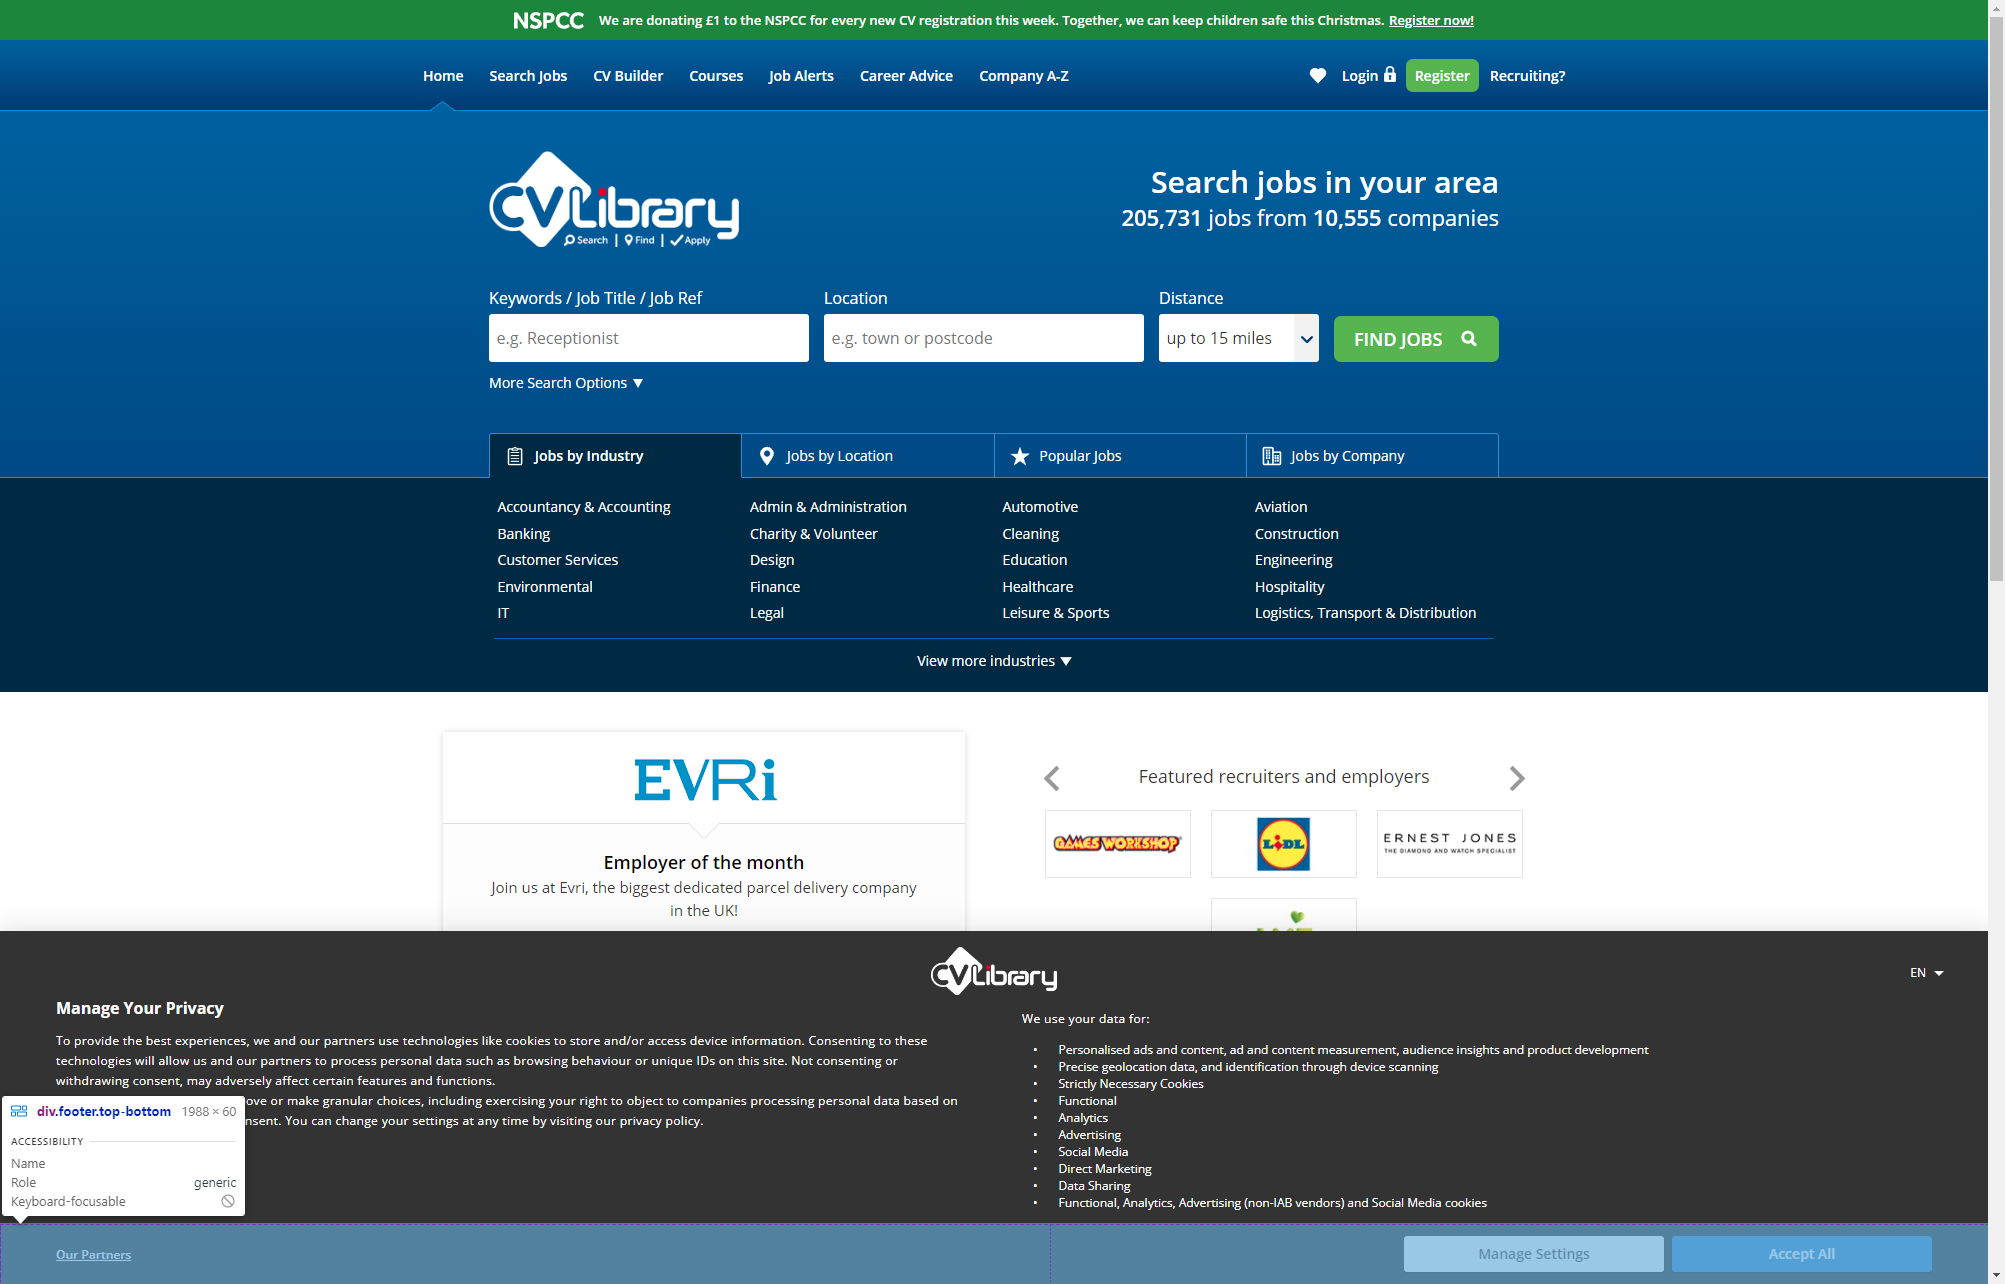 NSPCC We are donating £1 to the NSPCC for every new CV registration this week. Together, we can keep children safe this Christmas. Register now!
Home Search Jobs CV Builder Courses Job Alerts Career Advice Company A-Z Login Register Recruiting?
CVLibrary
Search | Find | Apply
Search jobs in your area
205,731 jobs from 10,555 companies
Keywords / Job Title / Job Ref Location Distance
e.g. Receptionist e.g. town or postcode up to 15 miles FIND JOBS
More Search Options ▼
Jobs by Industry Jobs by Location Popular Jobs Jobs by Company
Accountancy & Accounting Admin & Administration Automotive Aviation
Banking Charity & Volunteer Cleaning Construction
Customer Services Design Education Engineering
Environmental Finance Healthcare Hospitality
IT Legal Leisure & Sports Logistics, Transport & Distribution
View more industries ▼
EVRi
Employer of the month
Join us at Evri, the biggest dedicated parcel delivery company
in the UK!
Featured recruiters and employers
GAMES WORKSHOP LIDL ERNEST JONES
THE DIAMOND AND WATCH SPECIALIST
CVLibrary
EN
Manage Your Privacy
To provide the best experiences, we and our partners use technologies like cookies to store and/or access device information. Consenting to these
technologies will allow us and our partners to process personal data such as browsing behaviour or unique IDs on this site. Not consenting or
withdrawing consent, may adversely affect certain features and functions.
ove or make granular choices, including exercising your right to object to companies processing personal data based on
nsent. You can change your settings at any time by visiting our privacy policy.
We use your data for:
• Personalised ads and content, ad and content measurement, audience insights and product development
• Precise geolocation data, and identification through device scanning
• Strictly Necessary Cookies
• Functional
• Analytics
• Advertising
• Social Media
• Direct Marketing
• Data Sharing
• Functional, Analytics, Advertising (non-IAB vendors) and Social Media cookies
div.footer.top-bottom 1988 × 60
ACCESSIBILITY
Name
Role generic
Keyboard-focusable
Our Partners Manage Settings Accept All